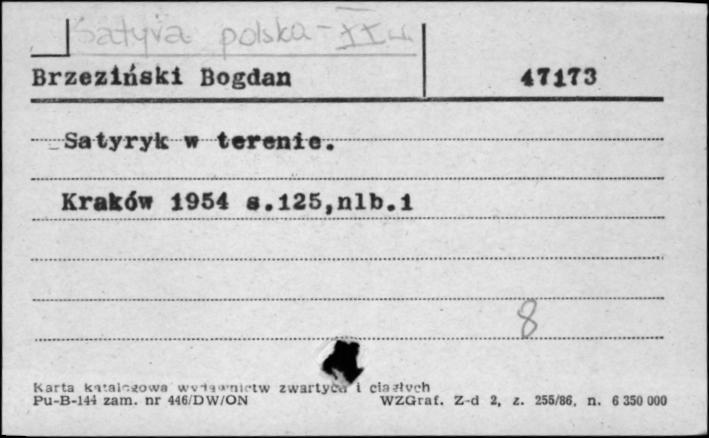 Satyra polska - XX w.
Brzeziński Bogdan 47173
Satyryk w terenie.
Kraków 1954 s.125,nlb.1
8
Karta katalogowa wydawnictw zwartych i ciągłych
Pu-B-144 zam. nr 446/DW/ON WZGraf. Z-d 2, z. 255/86, n. 6 350 000